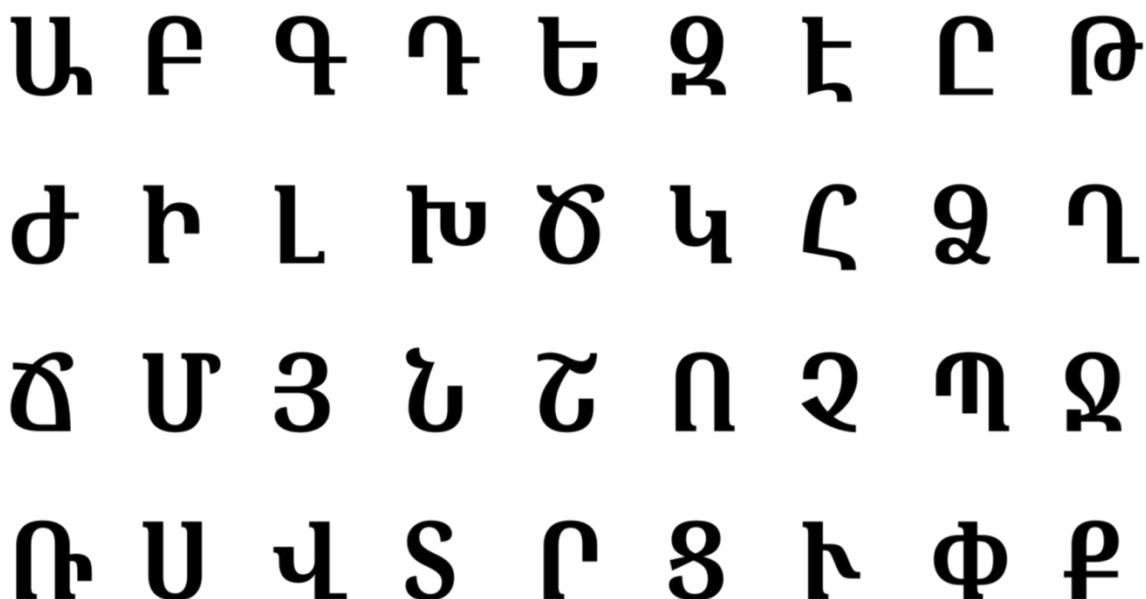 Ա Բ Գ Դ Ե Զ Է Ը Թ
Ժ Ի Լ Խ Ծ Կ Հ Ձ Ղ
Ճ Մ Յ Ն Շ Ո Չ Պ Ջ
Ռ Ս Վ Տ Ր Ց Ւ Փ Ք